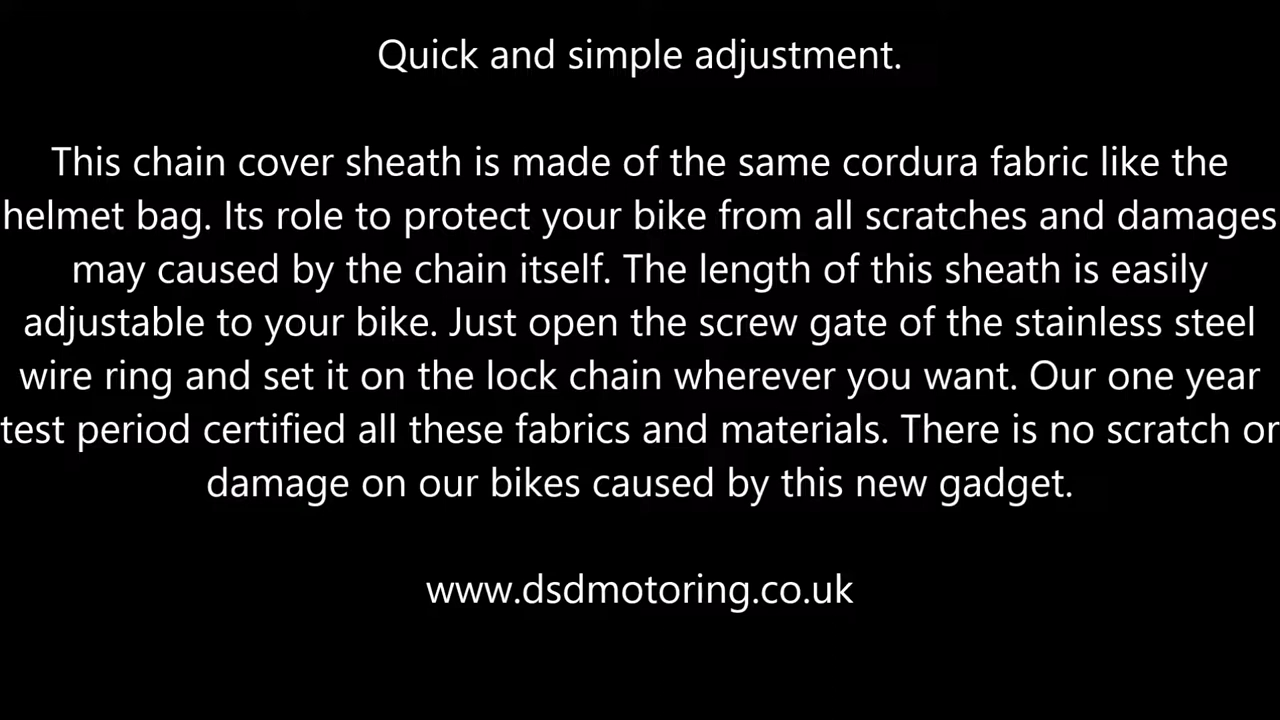 Quick and simple adjustment.
This chain cover sheath is made of the same cordura fabric like the
helmet bag. Its role to protect your bike from all scratches and damages
may caused by the chain itself. The length of this sheath is easily
adjustable to your bike. Just open the screw gate of the stainless steel
wire ring and set it on the lock chain wherever you want. Our one year
test period certified all these fabrics and materials. There is no scratch or
damage on our bikes caused by this new gadget.
www.dsdmotoring.co.uk